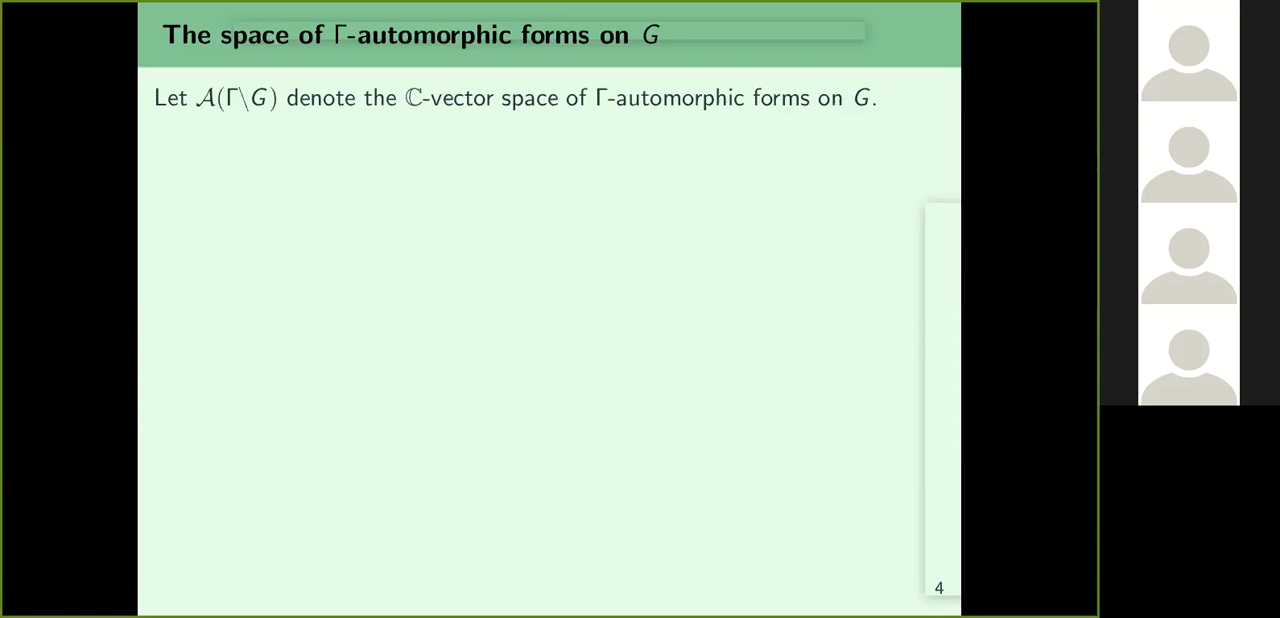 The space of Γ-automorphic forms on G
Let 𝒜(Γ\G) denote the ℂ-vector space of Γ-automorphic forms on G.
4